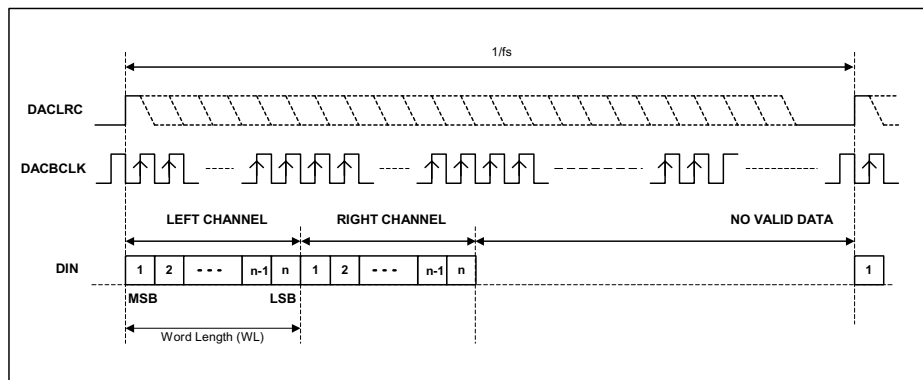 1/fs
DACLRC
DACBCLK
LEFT CHANNEL RIGHT CHANNEL NO VALID DATA
DIN 1 2 - - - n-1 n 1 2 - - - n-1 n 1
MSB LSB
Word Length (WL)